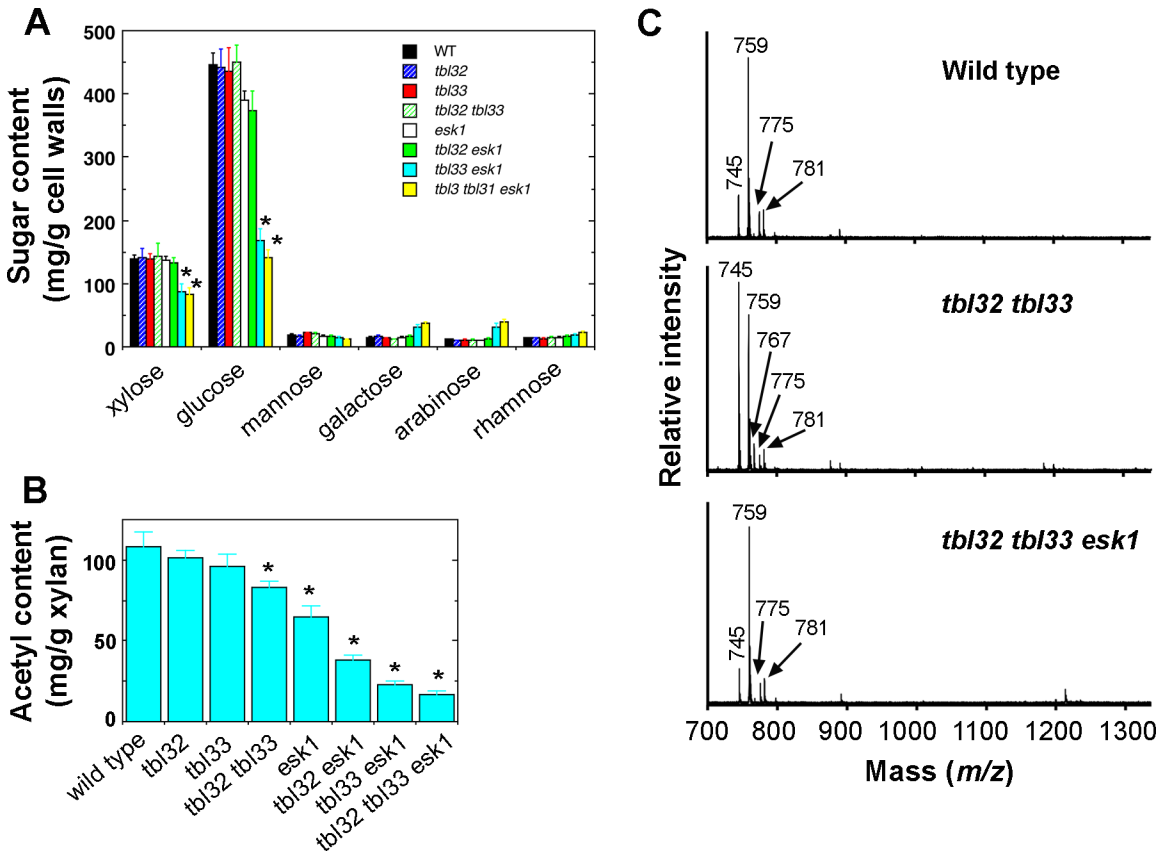 A
Sugar content
(mg/g cell walls)
500
400
300
200
100
0
WT
tbl32
tbl33
tbl32 tbl33
esk1
tbl32 esk1
tbl33 esk1
tbl3 tbl31 esk1
*
*
*
*
xylose
glucose
mannose
galactose
arabinose
rhamnose
B
Acetyl content
(mg/g xylan)
100
50
0
*
*
*
*
*
wild type
tbl32
tbl33
tbl32 tbl33
esk1
tbl32 esk1
tbl33 esk1
tbl32 tbl33 esk1
C
Relative intensity
759
Wild type
775
745
781
745
759
tbl32 tbl33
767
775
781
759
tbl32 tbl33 esk1
775
745
781
700 800 900 1000 1100 1200 1300
Mass (m/z)